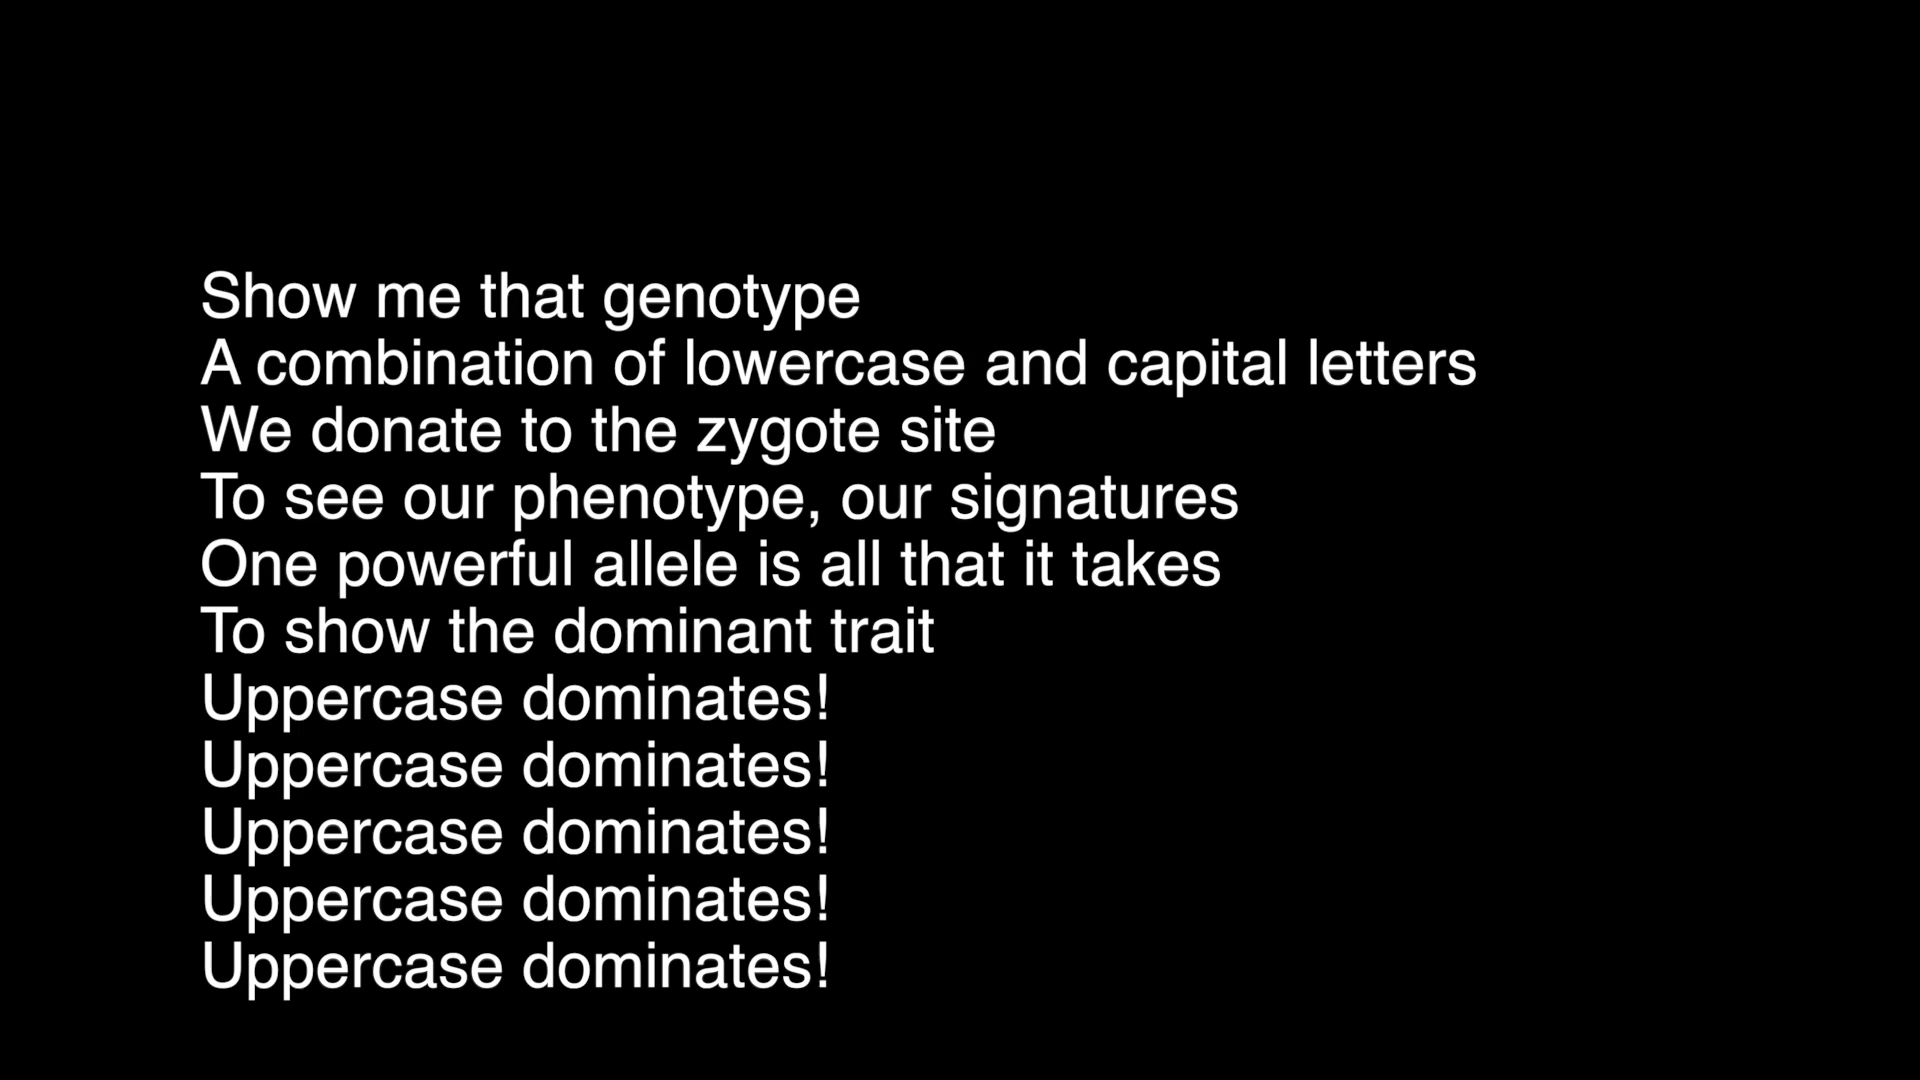 Show me that genotype
A combination of lowercase and capital letters
We donate to the zygote site
To see our phenotype, our signatures
One powerful allele is all that it takes
To show the dominant trait
Uppercase dominates!
Uppercase dominates!
Uppercase dominates!
Uppercase dominates!
Uppercase dominates!